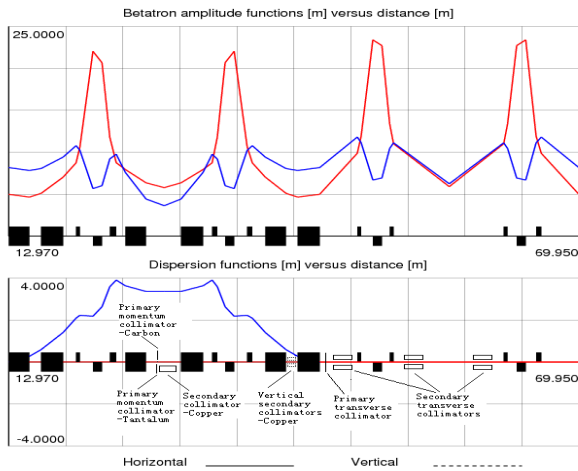 Betatron amplitude functions [m] versus distance [m]
25.0000
12.970
69.950
Dispersion functions [m] versus distance [m]
4.0000
Primary
momentum
collimator
-Carbon
12.970
69.950
Primary
momentum
collimator
-Tantalum
Secondary
collimator
-Copper
Vertical
secondary
collimators
-Copper
Primary
transverse
collimator
Secondary
transverse
collimators
-4.0000
Horizontal
Vertical